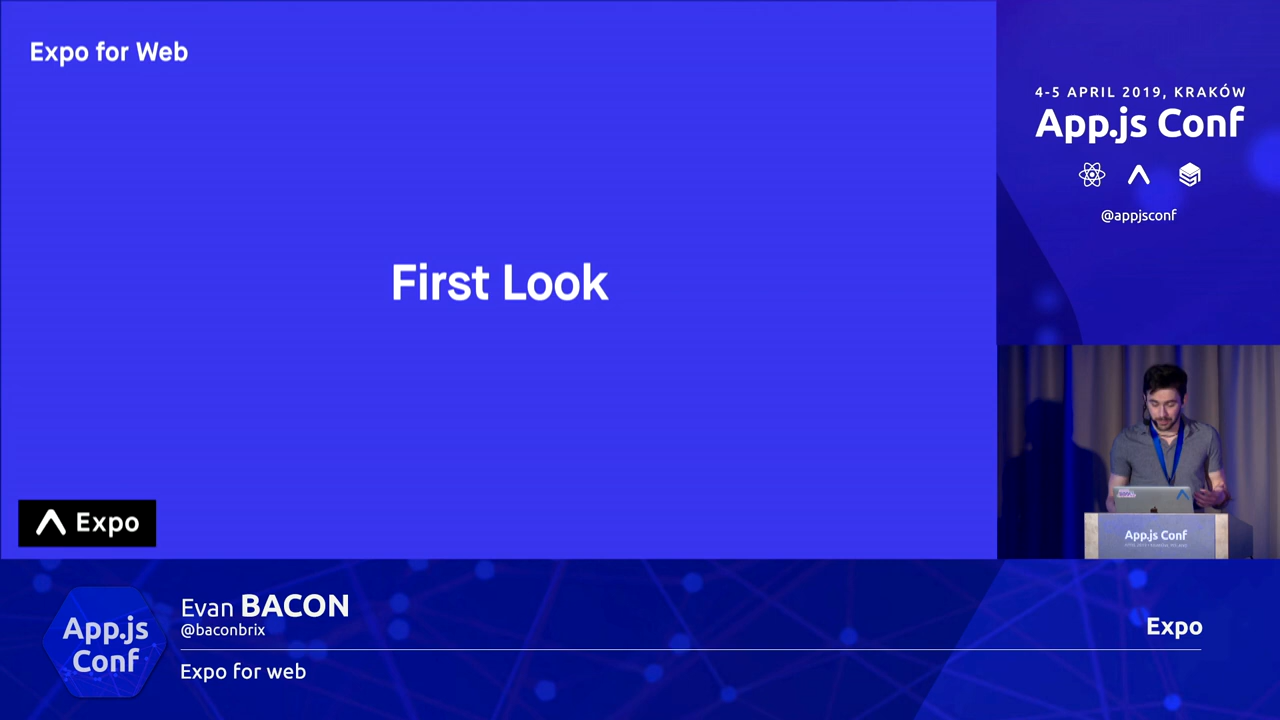 Expo for Web
First Look
Expo
4-5 APRIL 2019, KRAKÓW
App.js Conf
@appjsconf
App.js Conf
App.js
Conf
Evan BACON
@baconbrix
Expo for web
Expo